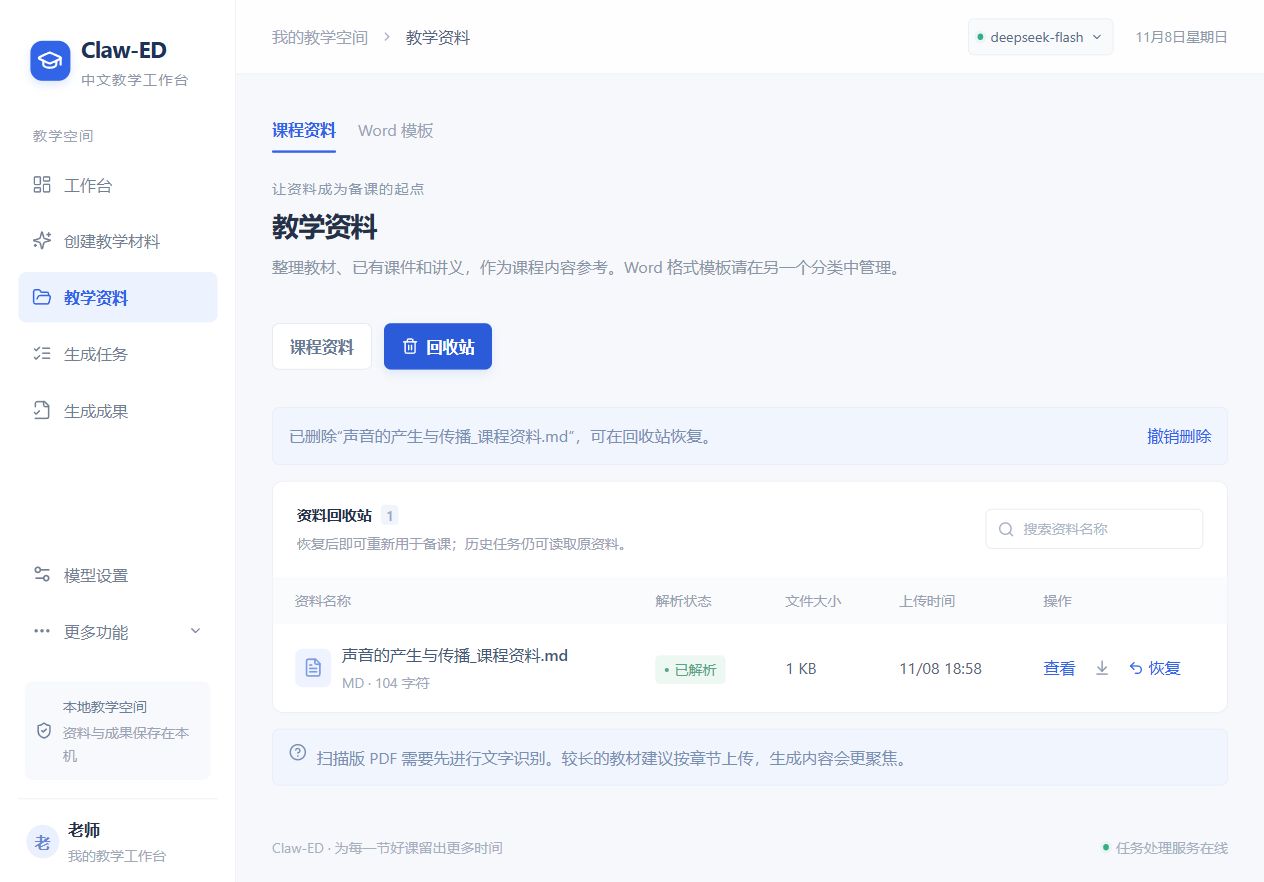 Claw-ED
中文教学工作台
教学空间
工作台
创建教学材料
教学资料
生成任务
生成成果
模型设置
更多功能
本地教学空间
资料与成果保存在本
机
老
老师
我的教学工作台
我的教学空间 › 教学资料
deepseek-flash
11月8日星期日
课程资料
Word 模板
让资料成为备课的起点
教学资料
整理教材、已有课件和讲义，作为课程内容参考。Word 格式模板请在另一个分类中管理。
课程资料
回收站
已删除“声音的产生与传播_课程资料.md”，可在回收站恢复。
撤销删除
资料回收站 1
恢复后即可重新用于备课；历史任务仍可读取原资料。
搜索资料名称
资料名称 解析状态 文件大小 上传时间 操作
声音的产生与传播_课程资料.md
MD · 104 字符
已解析
1 KB
11/08 18:58
查看
恢复
扫描版 PDF 需要先进行文字识别。较长的教材建议按章节上传，生成内容会更聚焦。
Claw-ED · 为每一节好课留出更多时间
任务处理服务在线